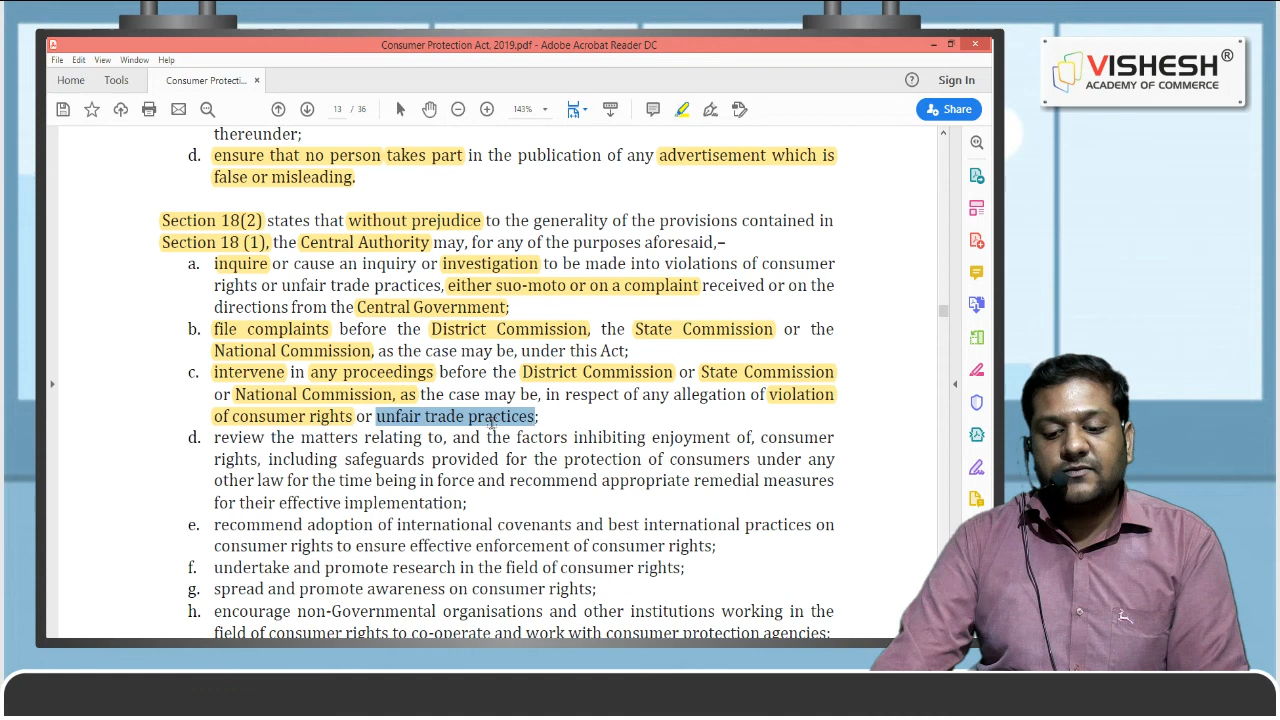 Consumer Protection Act, 2019.pdf - Adobe Acrobat Reader DC
File Edit View Window Help
Home Tools Consumer Protecti... × Sign In
13 / 36 143% Share
VISHESH®
ACADEMY OF COMMERCE
thereunder;
d. ensure that no person takes part in the publication of any advertisement which is
false or misleading.
Section 18(2) states that without prejudice to the generality of the provisions contained in
Section 18 (1), the Central Authority may, for any of the purposes aforesaid,–
a. inquire or cause an inquiry or investigation to be made into violations of consumer
rights or unfair trade practices, either suo-moto or on a complaint received or on the
directions from the Central Government;
b. file complaints before the District Commission, the State Commission or the
National Commission, as the case may be, under this Act;
c. intervene in any proceedings before the District Commission or State Commission
or National Commission, as the case may be, in respect of any allegation of violation
of consumer rights or unfair trade practices;
d. review the matters relating to, and the factors inhibiting enjoyment of, consumer
rights, including safeguards provided for the protection of consumers under any
other law for the time being in force and recommend appropriate remedial measures
for their effective implementation;
e. recommend adoption of international covenants and best international practices on
consumer rights to ensure effective enforcement of consumer rights;
f. undertake and promote research in the field of consumer rights;
g. spread and promote awareness on consumer rights;
h. encourage non-Governmental organisations and other institutions working in the
field of consumer rights to co-operate and work with consumer protection agencies;